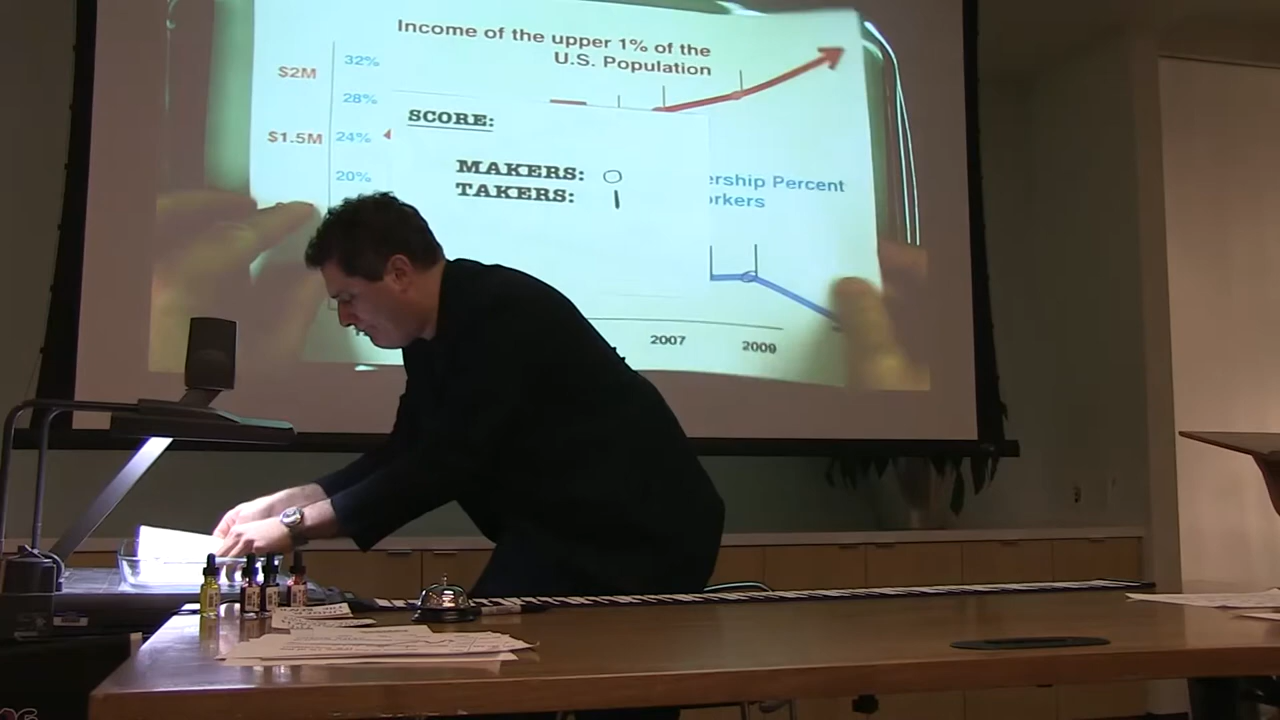 Income of the upper 1% of the
U.S. Population
$2M
32%
28%
$1.5M
24%
20%
SCORE:
MAKERS: 0
TAKERS: 1
ership Percent
orkers
2007
2009